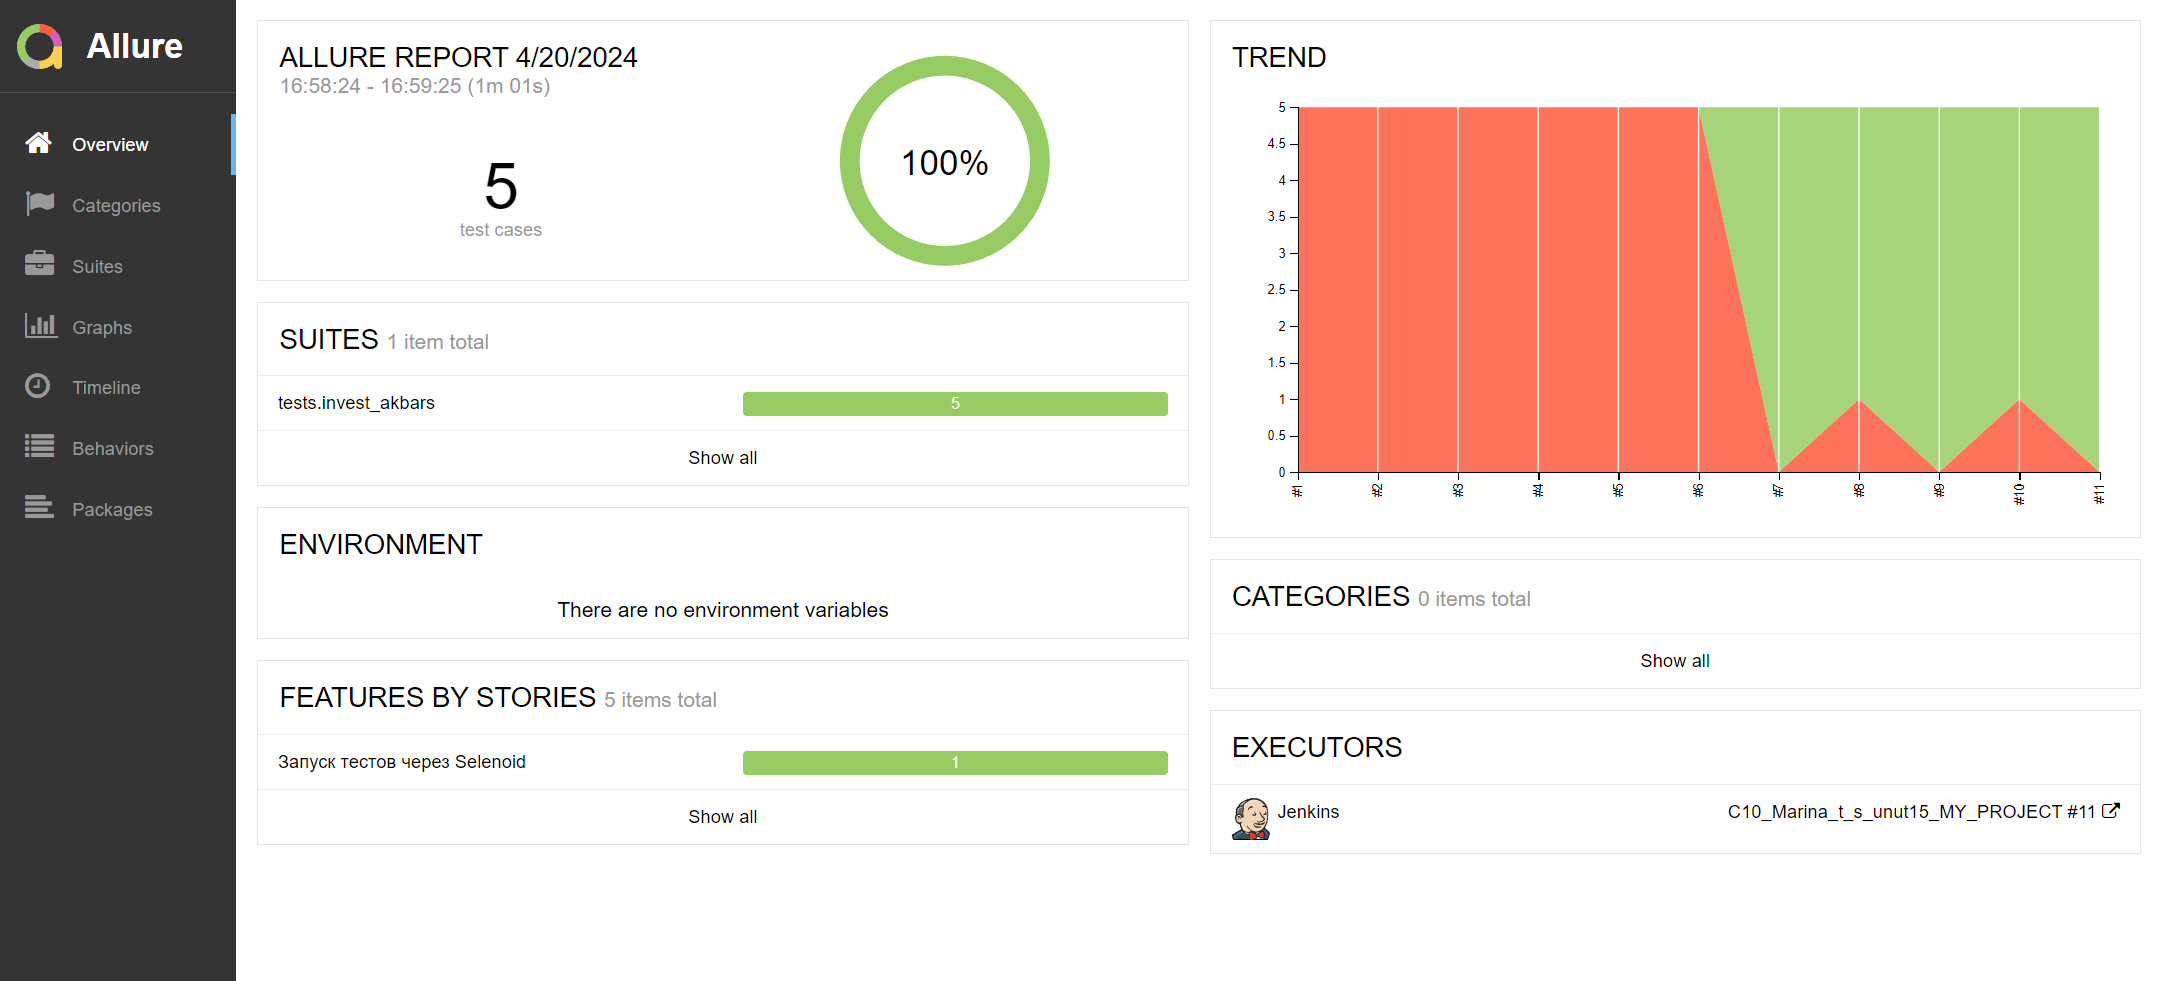 Allure
Overview
Categories
Suites
Graphs
Timeline
Behaviors
Packages
ALLURE REPORT 4/20/2024
16:58:24 - 16:59:25 (1m 01s)
5
test cases
100%
SUITES 1 item total
tests.invest_akbars 5
Show all
ENVIRONMENT
There are no environment variables
FEATURES BY STORIES 5 items total
Запуск тестов через Selenoid 1
Show all
TREND
5
4.5
4
3.5
3
2.5
2
1.5
1
0.5
0
#1 #2 #3 #4 #5 #6 #7 #8 #9 #10 #11
CATEGORIES 0 items total
Show all
EXECUTORS
Jenkins C10_Marina_t_s_unut15_MY_PROJECT #11